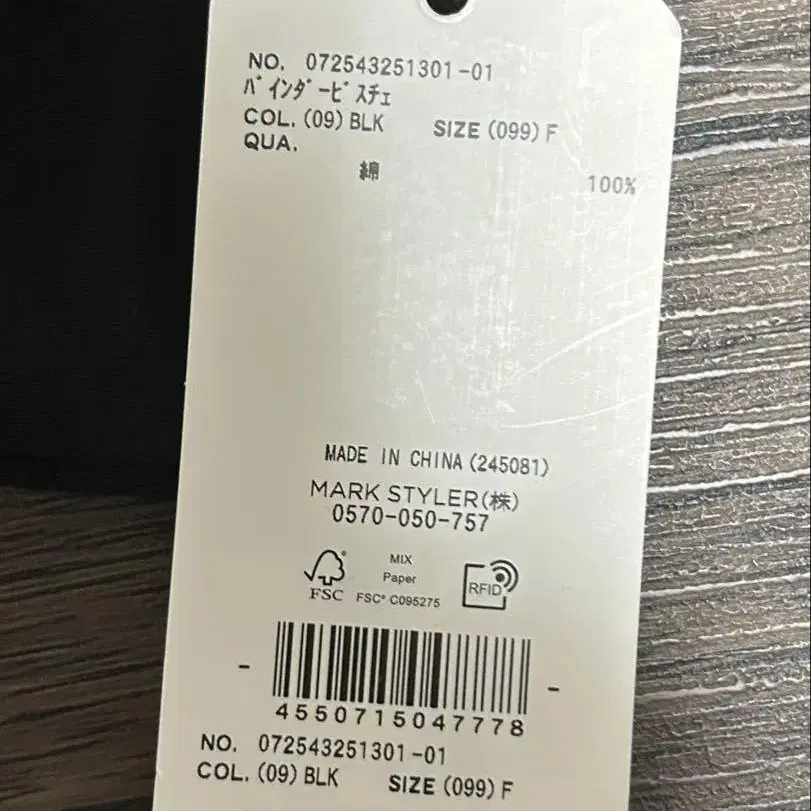 NO. 072543251301-01
バインダービスチェ
COL. (09) BLK SIZE (099) F
QUA.
綿 100%
MADE IN CHINA (245081)
MARK STYLER(株)
0570-050-757
FSC
MIX
Paper
FSC® C095275
RFID
4550715047778
NO. 072543251301-01
COL. (09) BLK SIZE (099) F